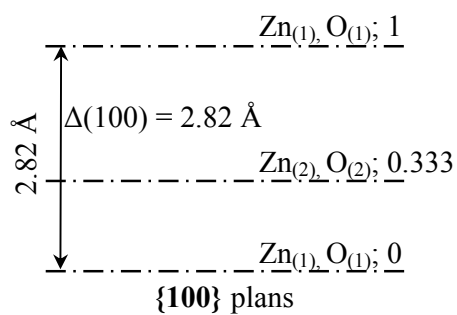 Zn(1), O(1); 1
Δ(100) = 2.82 Å
2.82 Å
Zn(2), O(2); 0.333
Zn(1), O(1); 0
{100} plans